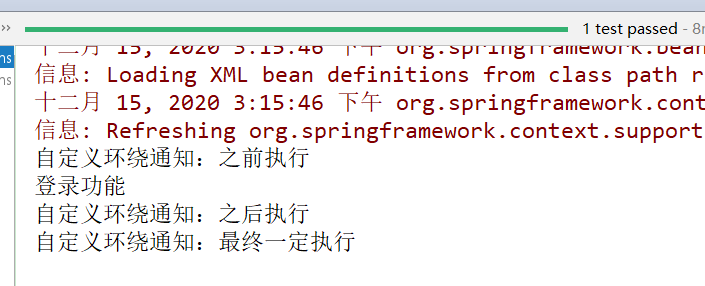 1 test passed - 8
十二月 15, 2020 3:15:46 下午 org.springframework.bean
信息: Loading XML bean definitions from class path r
十二月 15, 2020 3:15:46 下午 org.springframework.cont
信息: Refreshing org.springframework.context.support
自定义环绕通知：之前执行
登录功能
自定义环绕通知：之后执行
自定义环绕通知：最终一定执行